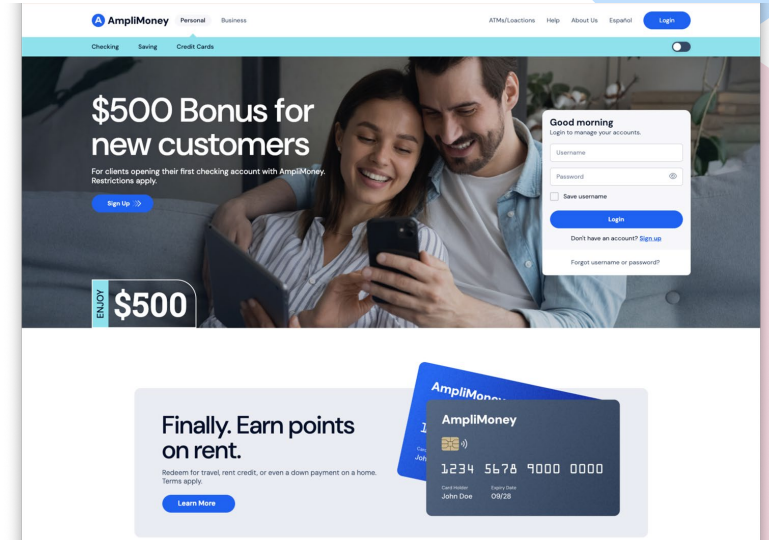 A AmpliMoney Personal Business ATMs/Loactions Help About Us Español Login
Checking Saving Credit Cards
$500 Bonus for
new customers
For clients opening their first checking account with AmpliMoney.
Restrictions apply.
Sign Up
ENJOY
$500
Good morning
Login to manage your accounts.
Username
Password
Save username
Login
Don't have an account? Sign up
Forgot username or password?
Finally. Earn points
on rent.
Redeem for travel, rent credit, or even a down payment on a home.
Terms apply.
Learn More
AmpliMoney
AmpliMoney
1234 5678 9000 0000
Card Holder Expiry Date
John Doe 09/28